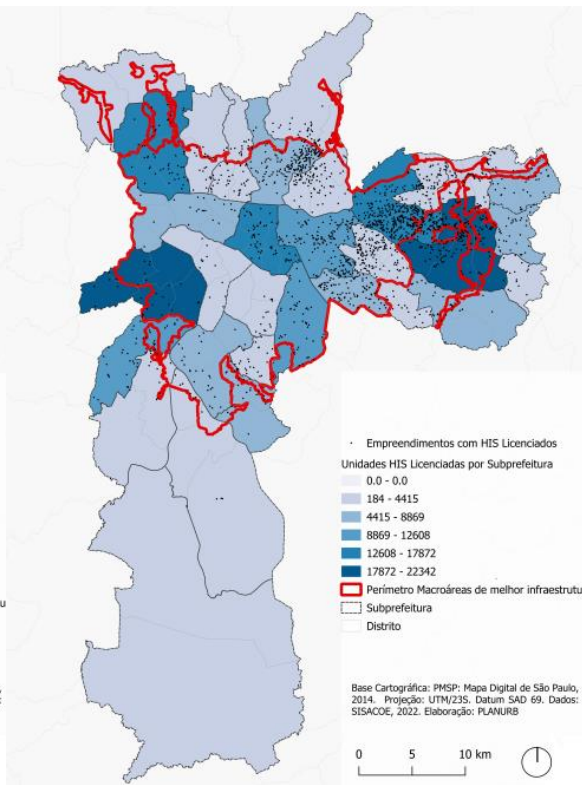 Empreendimentos com HIS Licenciados
Unidades HIS Licenciadas por Subprefeitura
0.0 - 0.0
184 - 4415
4415 - 8869
8869 - 12608
12608 - 17872
17872 - 22342
Perímetro Macroáreas de melhor infraestrutu
Subprefeitura
Distrito
u
Base Cartográfica: PMSP: Mapa Digital de São Paulo,
2014. Projeção: UTM/23S. Datum SAD 69. Dados:
SISACOE, 2022. Elaboração: PLANURB
0 5 10 km